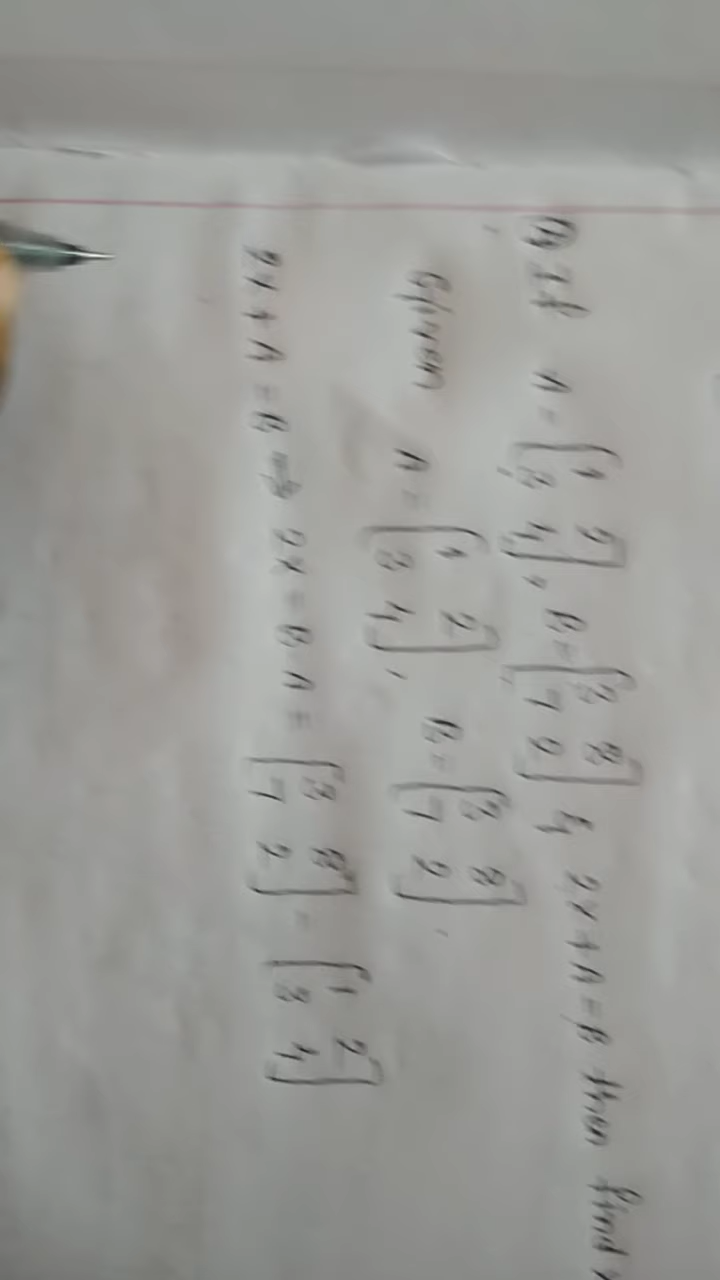 Q If A = [1 2 3 4], B = [3 8 7 2] & 2X + A = B then find
Given A = [1 2 3 4], B = [3 8 7 2],
2X + A = B ⇒ 2X = B - A = [3 8 7 2] - [1 2 3 4]